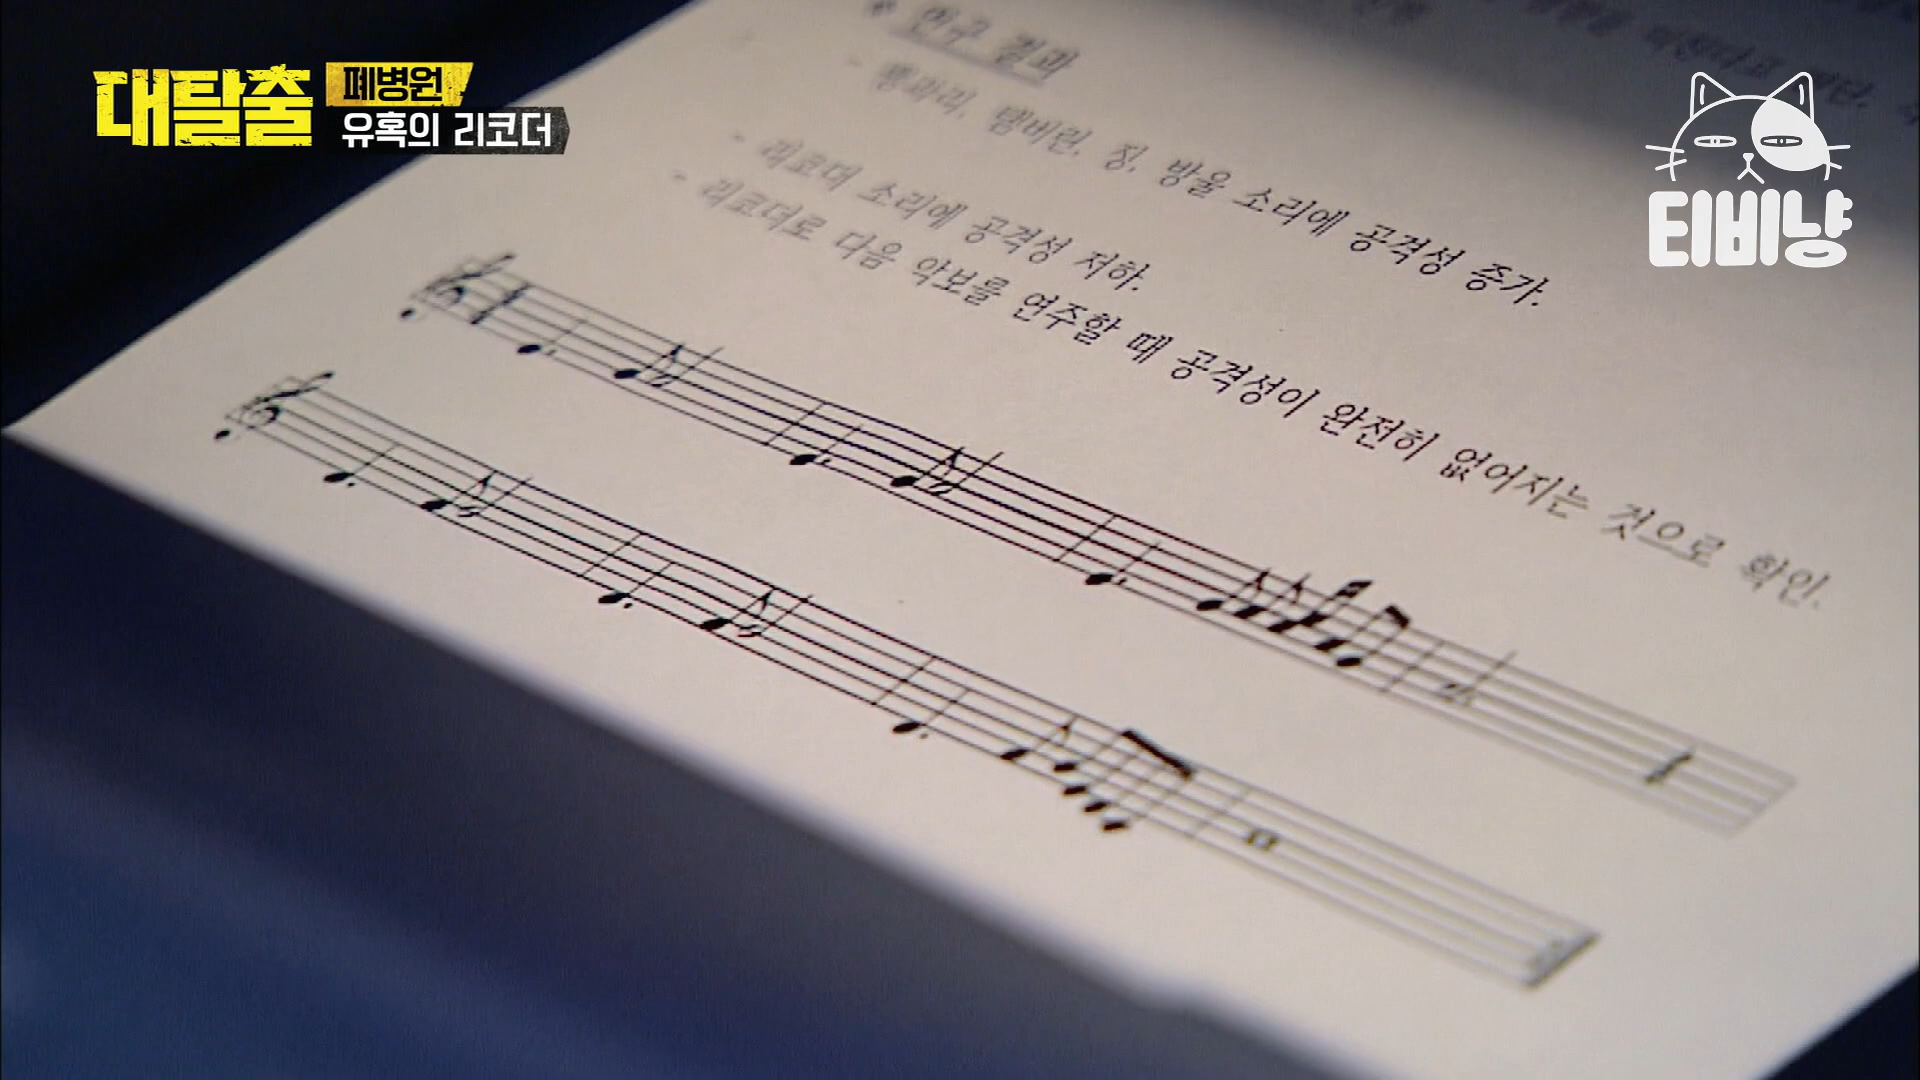 대탈출
폐병원
유혹의 리코더
티비냥
* 연구 결과
- 꽹과리, 탬버린, 징, 방울 소리에 공격성 증가.
- 리코더 소리에 공격성 저하.
- 리코더로 다음 악보를 연주할 때 공격성이 완전히 없어지는 것으로 확인.